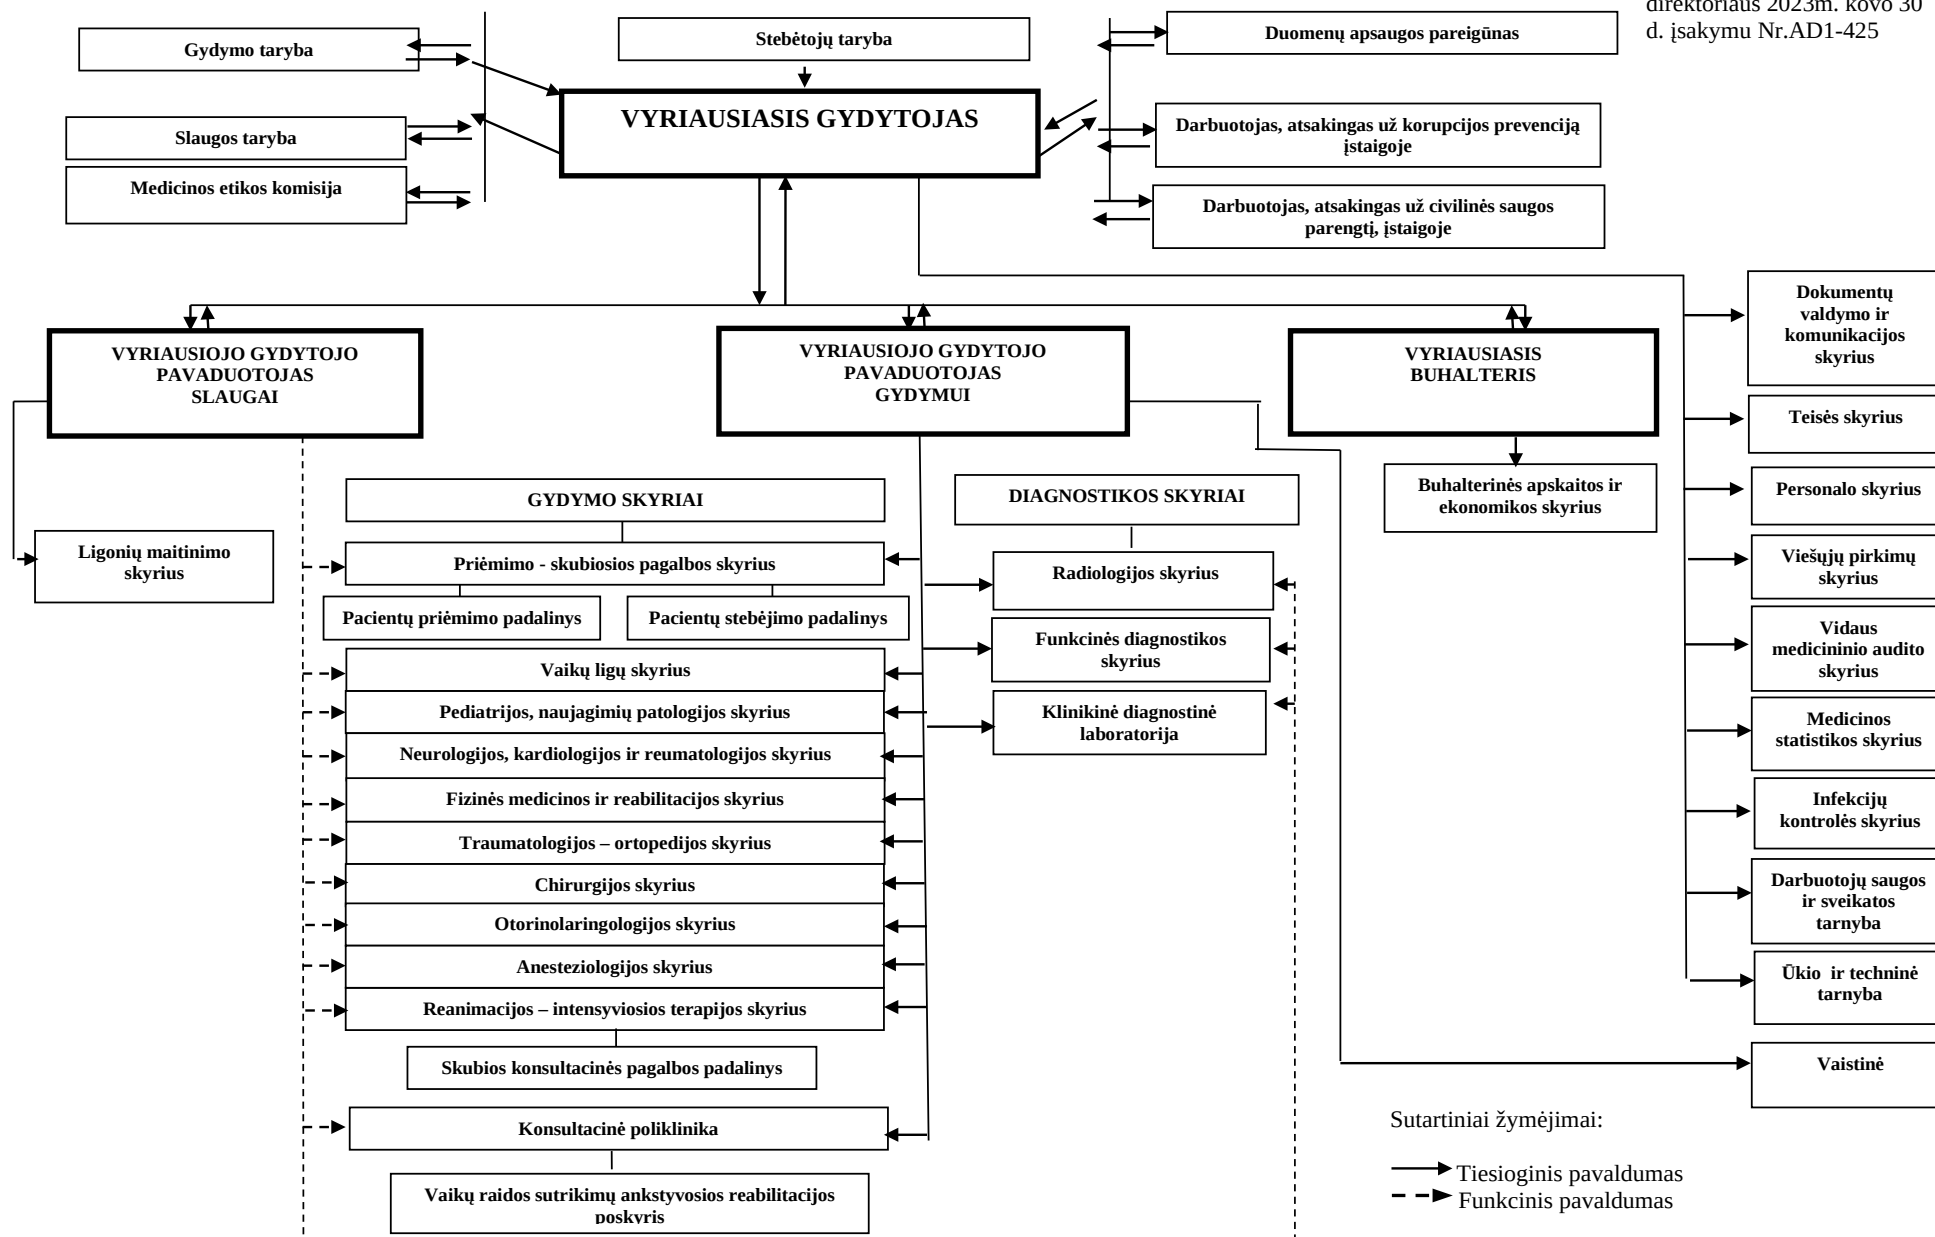 direktoriaus 2023m. kovo 30
d. įsakymu Nr.AD1-425
Gydymo taryba
Stebėtojų taryba
Duomenų apsaugos pareigūnas
VYRIAUSIASIS GYDYTOJAS
Slaugos taryba
Darbuotojas, atsakingas už korupcijos prevenciją
įstaigoje
Medicinos etikos komisija
Darbuotojas, atsakingas už civilinės saugos
parengtį, įstaigoje
VYRIAUSIOJO GYDYTOJO
PAVADUOTOJAS
SLAUGAI
VYRIAUSIOJO GYDYTOJO
PAVADUOTOJAS
GYDYMUI
VYRIAUSIASIS
BUHALTERIS
Dokumentų
valdymo ir
komunikacijos
skyrius
Teisės skyrius
Personalo skyrius
Viešųjų pirkimų
skyrius
Vidaus
medicininio audito
skyrius
Medicinos
statistikos skyrius
Infekcijų
kontrolės skyrius
Darbuotojų saugos
ir sveikatos
tarnyba
Ūkio ir techninė
tarnyba
Vaistinė
Ligonių maitinimo
skyrius
GYDYMO SKYRIAI
Priėmimo - skubiosios pagalbos skyrius
Pacientų priėmimo padalinys
Pacientų stebėjimo padalinys
Vaikų ligų skyrius
Pediatrijos, naujagimių patologijos skyrius
Neurologijos, kardiologijos ir reumatologijos skyrius
Fizinės medicinos ir reabilitacijos skyrius
Traumatologijos – ortopedijos skyrius
Chirurgijos skyrius
Otorinolaringologijos skyrius
Anesteziologijos skyrius
Reanimacijos – intensyviosios terapijos skyrius
Skubios konsultacinės pagalbos padalinys
Konsultacinė poliklinika
Vaikų raidos sutrikimų ankstyvosios reabilitacijos
poskyris
DIAGNOSTIKOS SKYRIAI
Radiologijos skyrius
Funkcinės diagnostikos
skyrius
Klinikinė diagnostinė
laboratorija
Buhalterinės apskaitos ir
ekonomikos skyrius
Sutartiniai žymėjimai:
Tiesioginis pavaldumas
Funkcinis pavaldumas